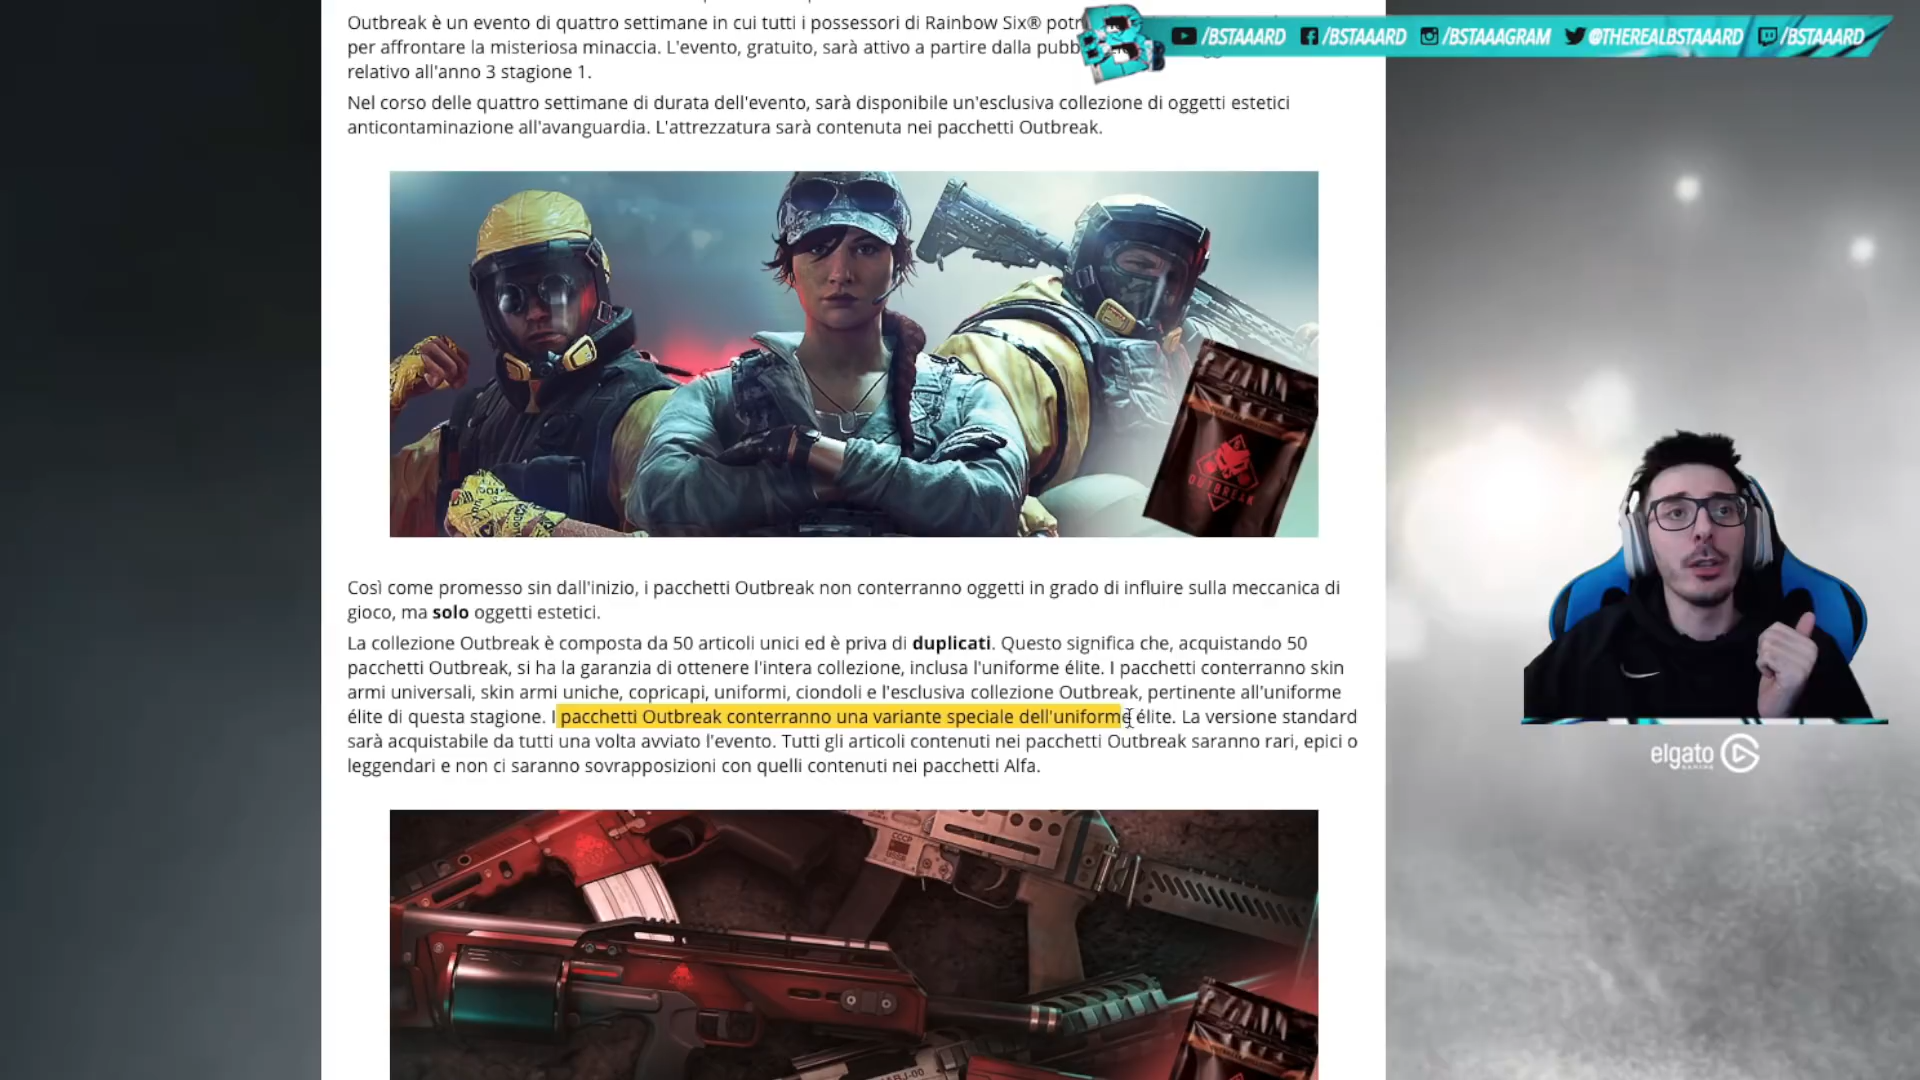 Outbreak è un evento di quattro settimane in cui tutti i possessori di Rainbow Six®
per affrontare la misteriosa minaccia. L'evento, gratuito, sarà attivo a partire dalla
relativo all'anno 3 stagione 1.
/BSTAAARD /BSTAAARD /BSTAAAGRAM @THEREALBSTAAARD /BSTAAARD
Nel corso delle quattro settimane di durata dell'evento, sarà disponibile un'esclusiva collezione di oggetti estetici
anticontaminazione all'avanguardia. L'attrezzatura sarà contenuta nei pacchetti Outbreak.
OUTBREAK
Così come promesso sin dall'inizio, i pacchetti Outbreak non conterranno oggetti in grado di influire sulla meccanica di
gioco, ma solo oggetti estetici.
La collezione Outbreak è composta da 50 articoli unici ed è priva di duplicati. Questo significa che, acquistando 50
pacchetti Outbreak, si ha la garanzia di ottenere l'intera collezione, inclusa l'uniforme élite. I pacchetti conterranno skin
armi universali, skin armi uniche, copricapi, uniformi, ciondoli e l'esclusiva collezione Outbreak, pertinente all'uniforme
élite di questa stagione. I pacchetti Outbreak conterranno una variante speciale dell'uniforme élite. La versione standard
sarà acquistabile da tutti una volta avviato l'evento. Tutti gli articoli contenuti nei pacchetti Outbreak saranno rari, epici o
leggendari e non ci saranno sovrapposizioni con quelli contenuti nei pacchetti Alfa.
elgato
GAMING
CCCP